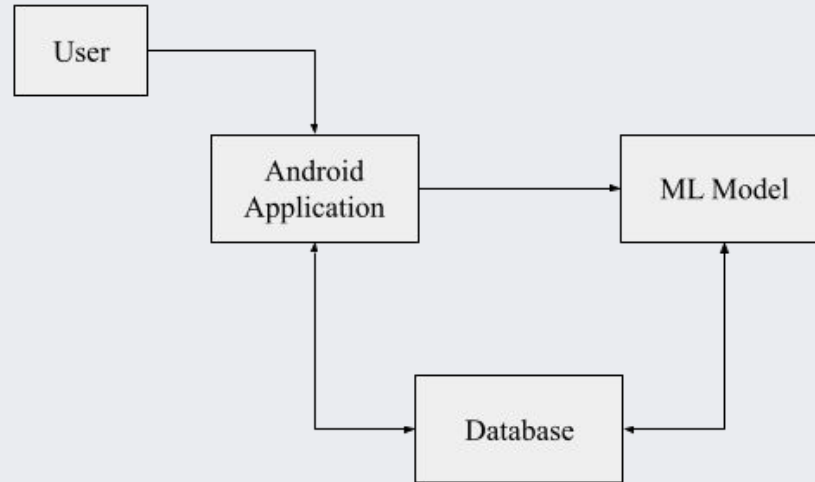 User
Android
Application
ML Model
Database